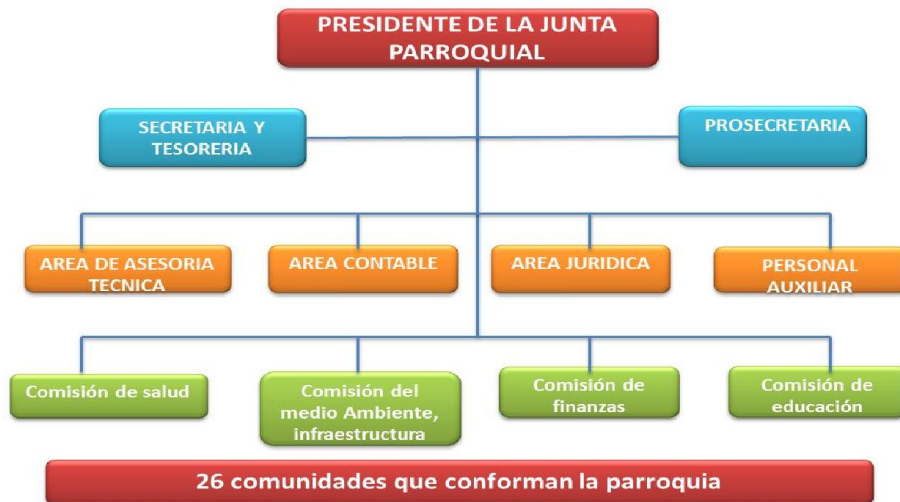 PRESIDENTE DE LA JUNTA
PARROQUIAL
SECRETARIA Y
TESORERIA
PROSECRETARIA
AREA DE ASESORIA
TECNICA
AREA CONTABLE
AREA JURIDICA
PERSONAL
AUXILIAR
Comisión de salud
Comisión del
medio Ambiente,
infraestructura
Comisión de
finanzas
Comisión de
educación
26 comunidades que conforman la parroquia